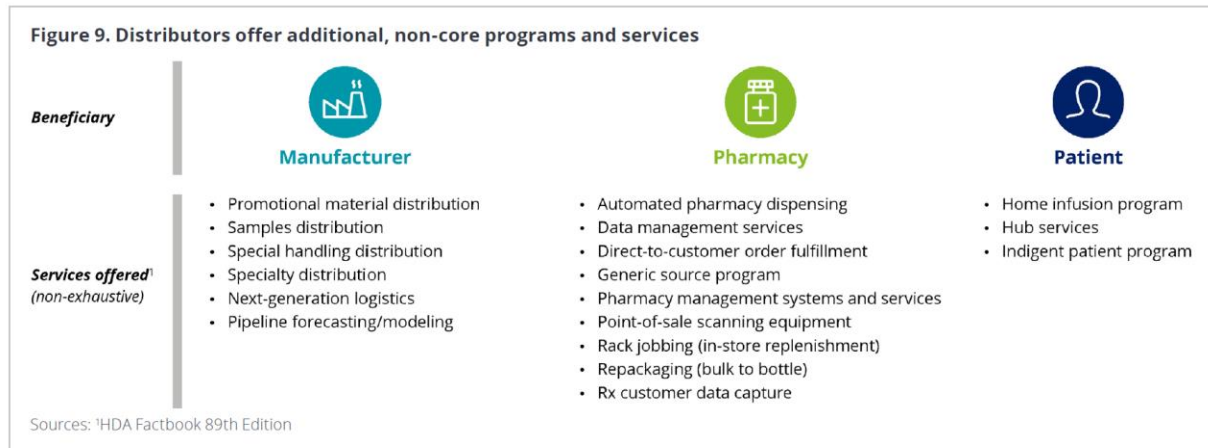 Figure 9. Distributors offer additional, non-core programs and services
Beneficiary
Manufacturer
Pharmacy
Patient
Services offered¹
(non-exhaustive)
• Promotional material distribution
• Samples distribution
• Special handling distribution
• Specialty distribution
• Next-generation logistics
• Pipeline forecasting/modeling
• Automated pharmacy dispensing
• Data management services
• Direct-to-customer order fulfillment
• Generic source program
• Pharmacy management systems and services
• Point-of-sale scanning equipment
• Rack jobbing (in-store replenishment)
• Repackaging (bulk to bottle)
• Rx customer data capture
• Home infusion program
• Hub services
• Indigent patient program
Sources: ¹HDA Factbook 89th Edition